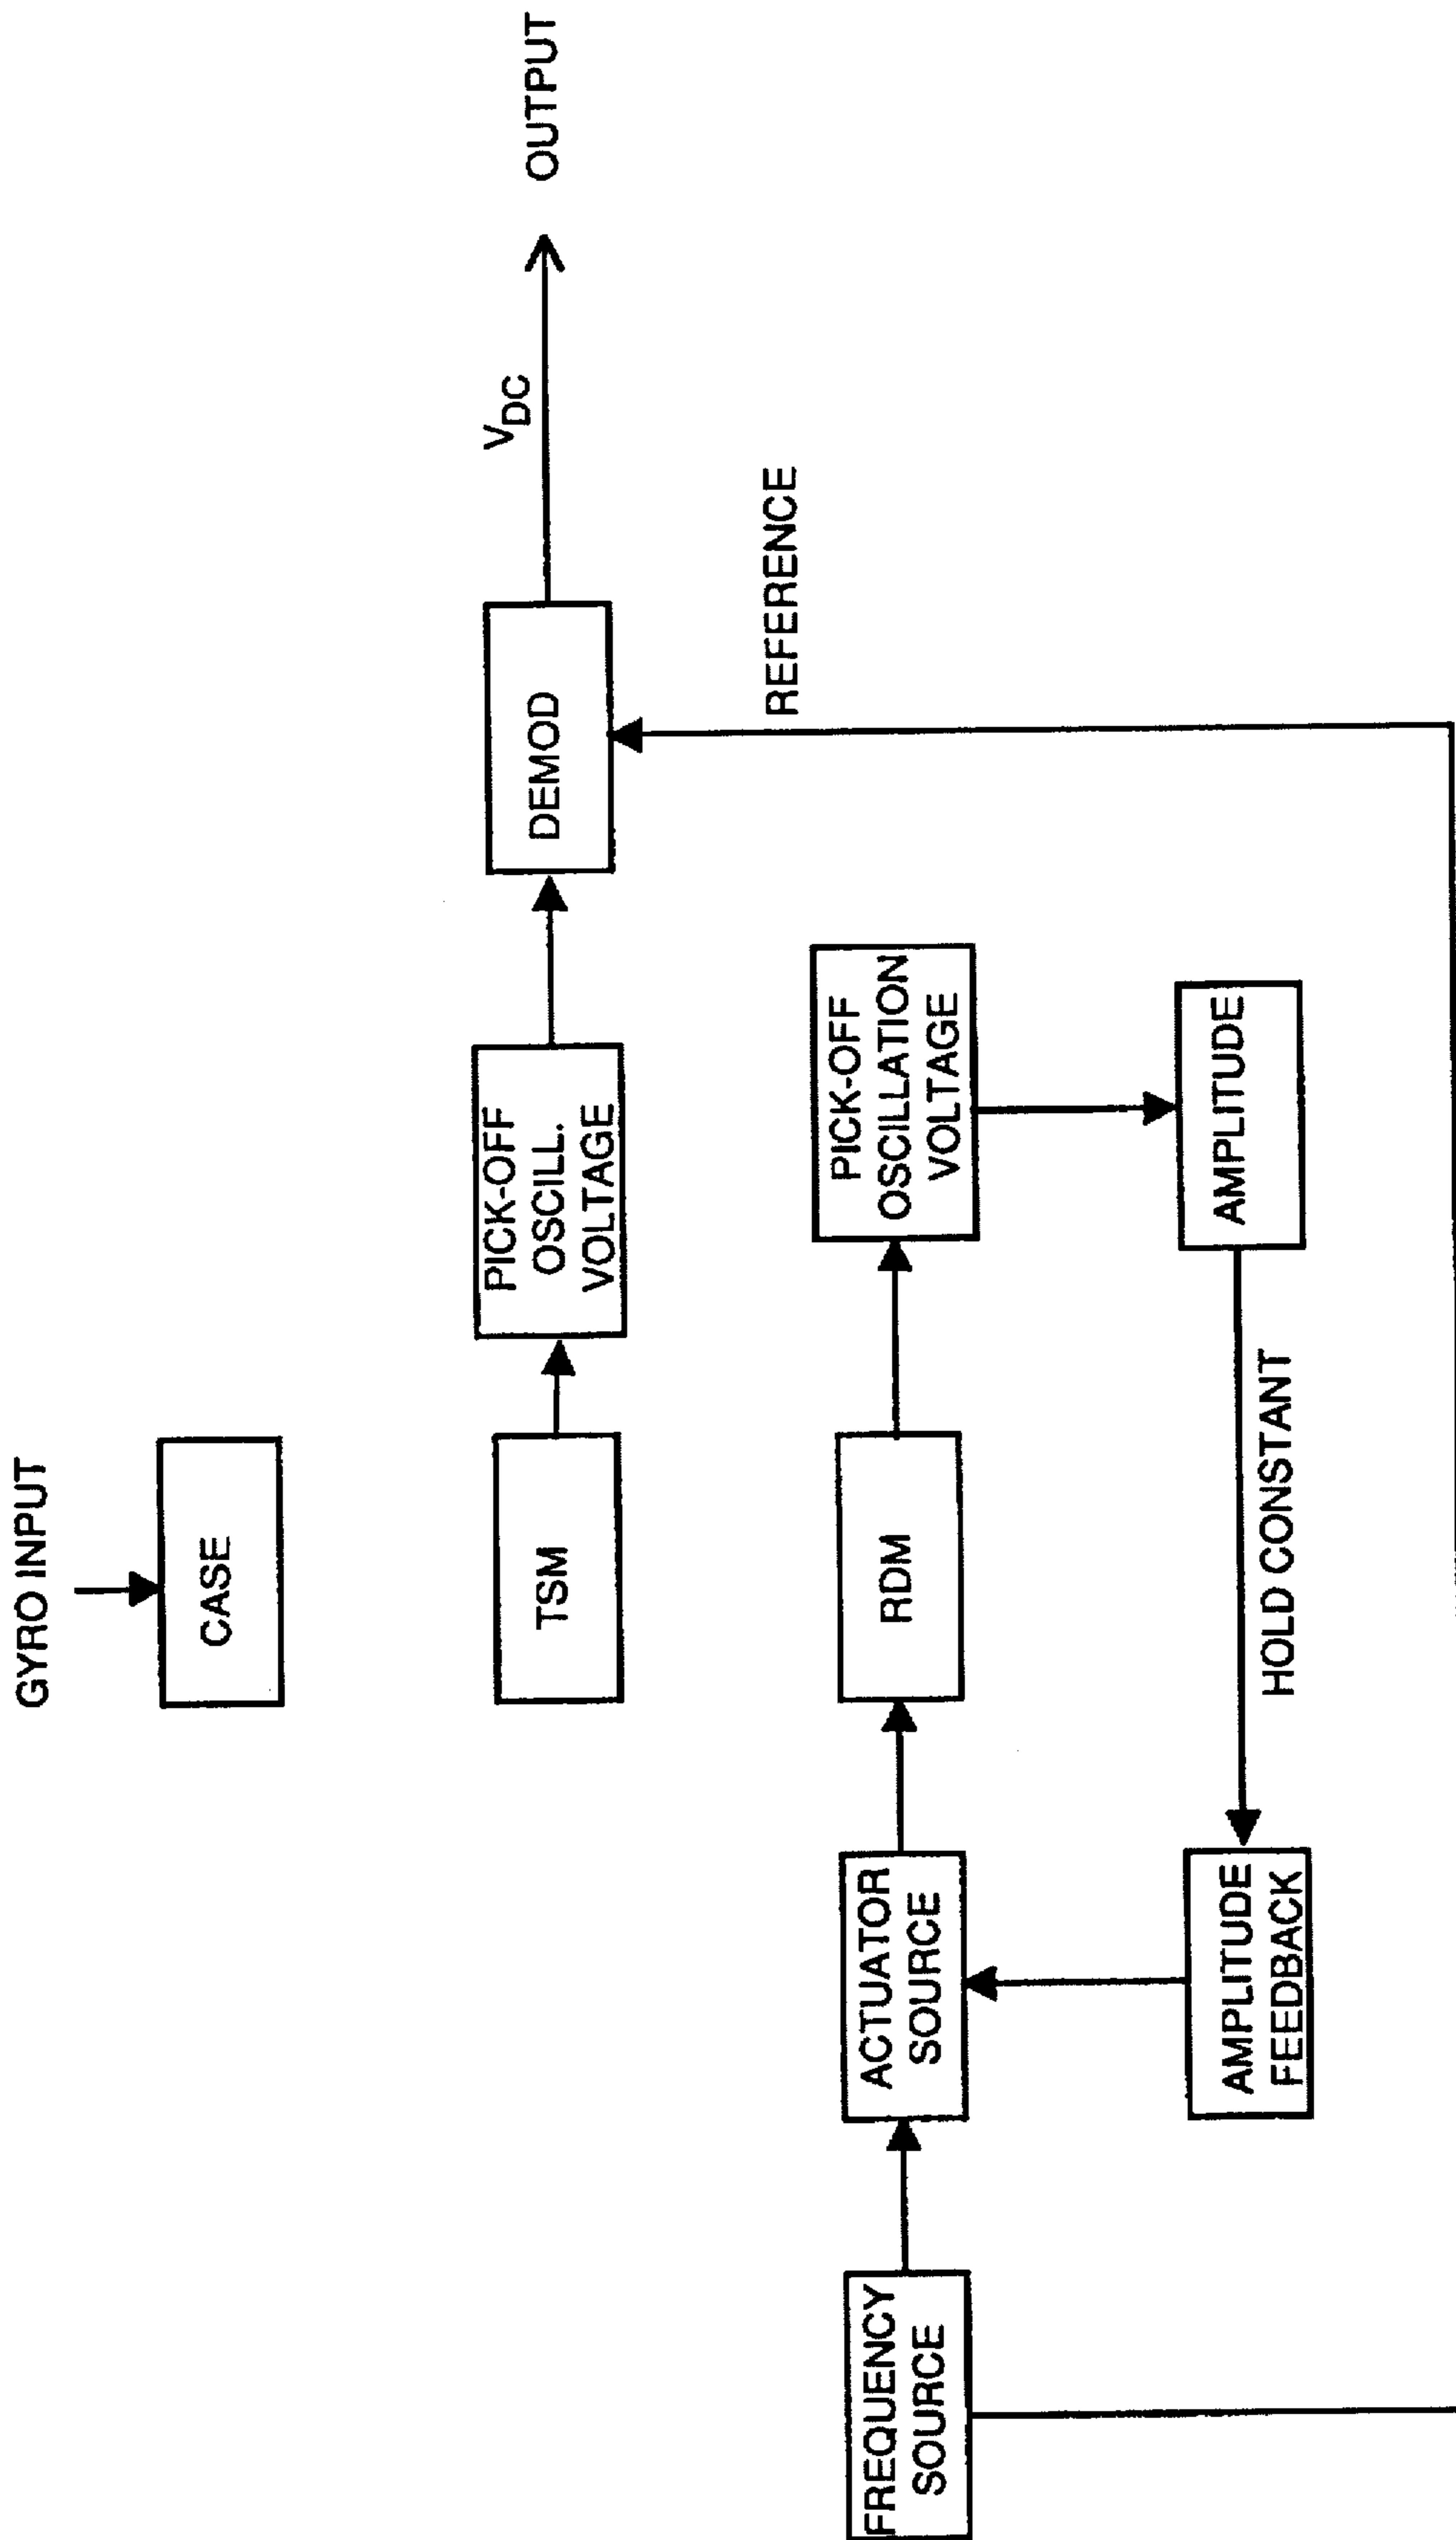 GYRO INPUT
CASE
TSM
PICK-OFF
OSCILL.
VOLTAGE
DEMOD
VDC
OUTPUT
REFERENCE
FREQUENCY
SOURCE
ACTUATOR
SOURCE
RDM
PICK-OFF
OSCILLATION
VOLTAGE
AMPLITUDE
HOLD CONSTANT
AMPLITUDE
FEEDBACK